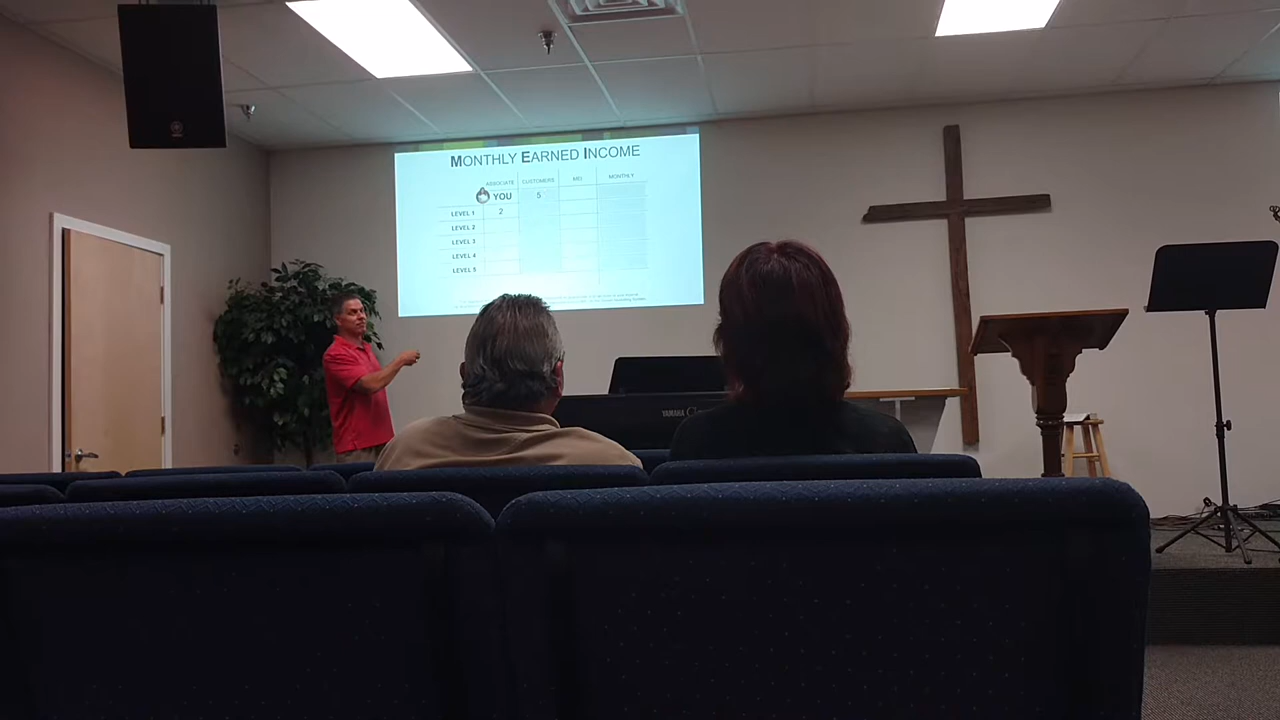 MONTHLY EARNED INCOME
ASSOCIATE CUSTOMERS MEI MONTHLY
YOU 5
LEVEL 1 2
LEVEL 2
LEVEL 3
LEVEL 4
LEVEL 5
YAMAHA